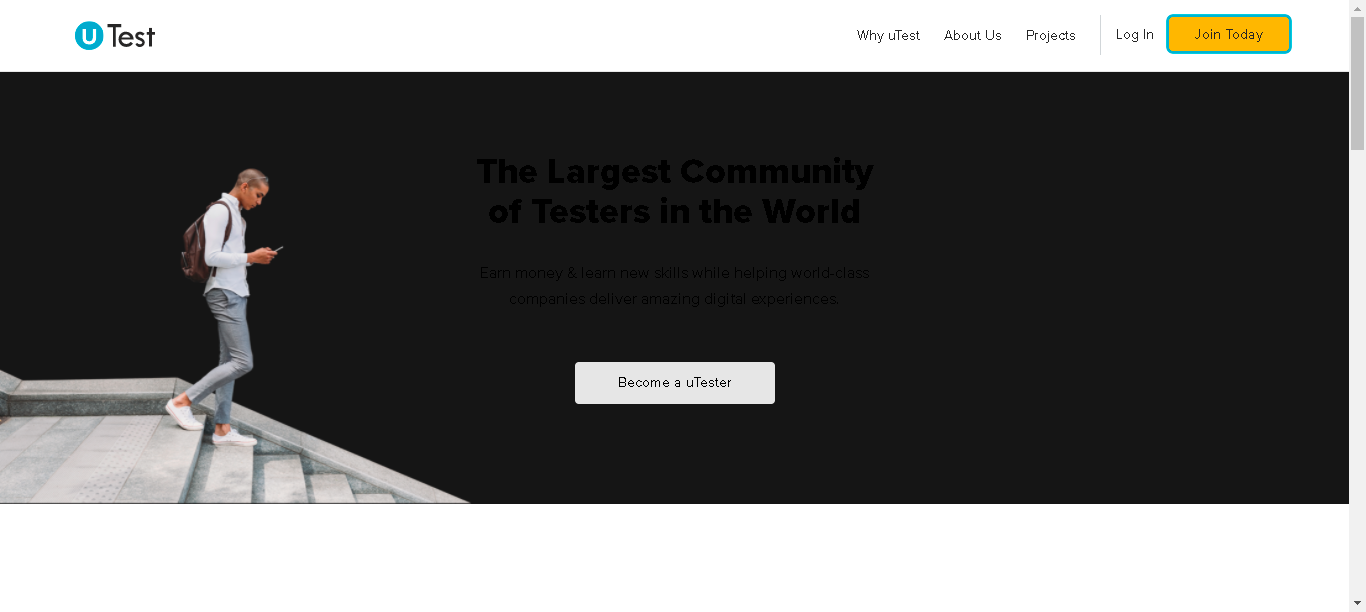 uTest
Why uTest
About Us
Projects
Log In
Join Today
The Largest Community
of Testers in the World
Earn money & learn new skills while helping world-class
companies deliver amazing digital experiences.
Become a uTester